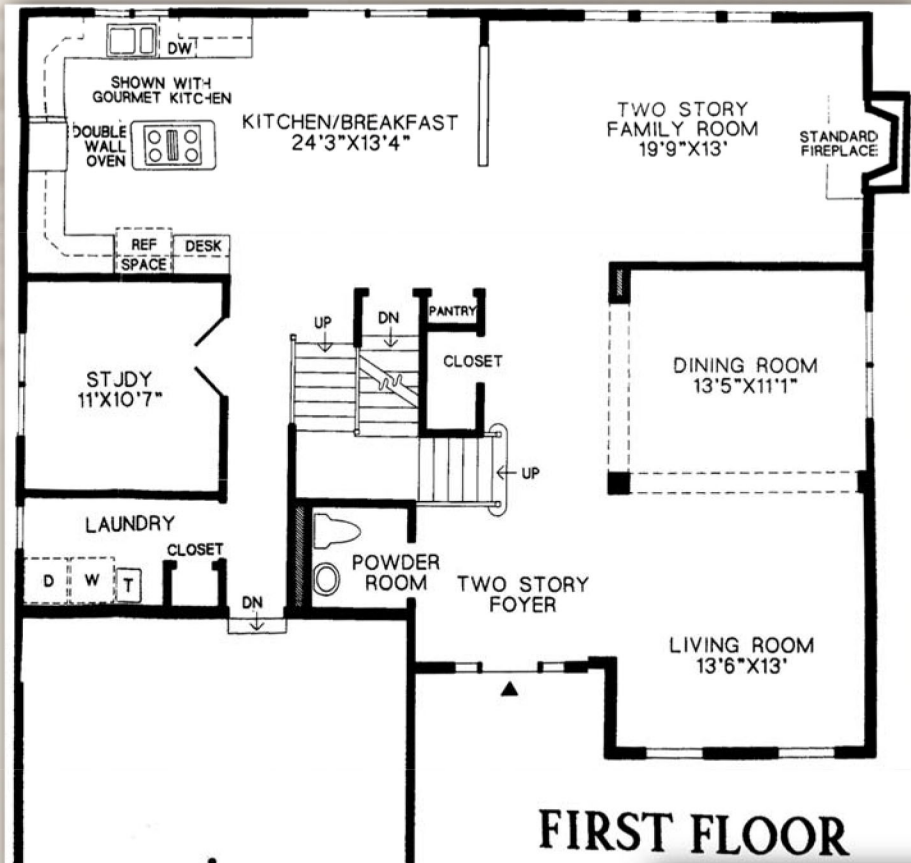 DW
SHOWN WITH
GOURMET KITCHEN
DOUBLE
WALL
OVEN
KITCHEN/BREAKFAST
24'3"X13'4"
TWO STORY
FAMILY ROOM
19'9"X13'
STANDARD
FIREPLACE
REF
SPACE
DESK
UP
DN
PANTRY
CLOSET
STUDY
11'X10'7"
DINING ROOM
13'5"X11'1"
UP
LAUNDRY
CLOSET
D
W
T
DN
POWDER
ROOM
TWO STORY
FOYER
LIVING ROOM
13'6"X13'
FIRST FLOOR